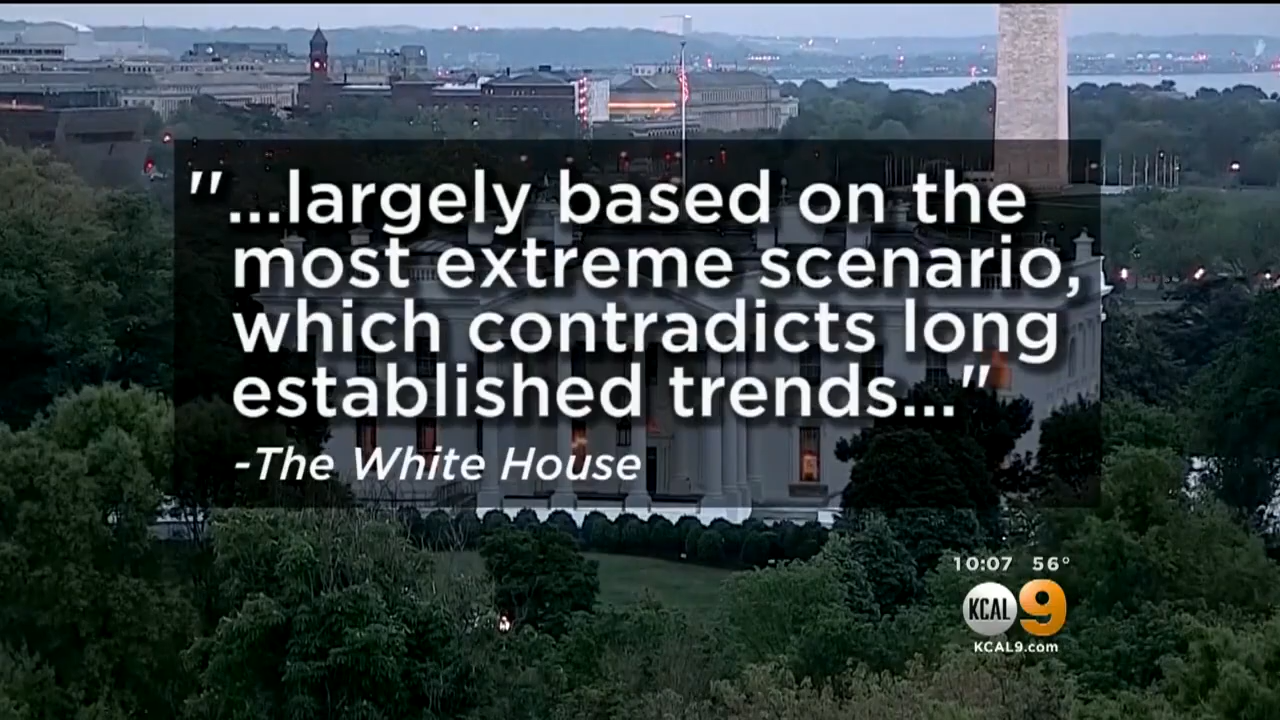 "...largely based on the
most extreme scenario,
which contradicts long
established trends..."
-The White House
10:07 56°
KCAL 9
KCAL9.com